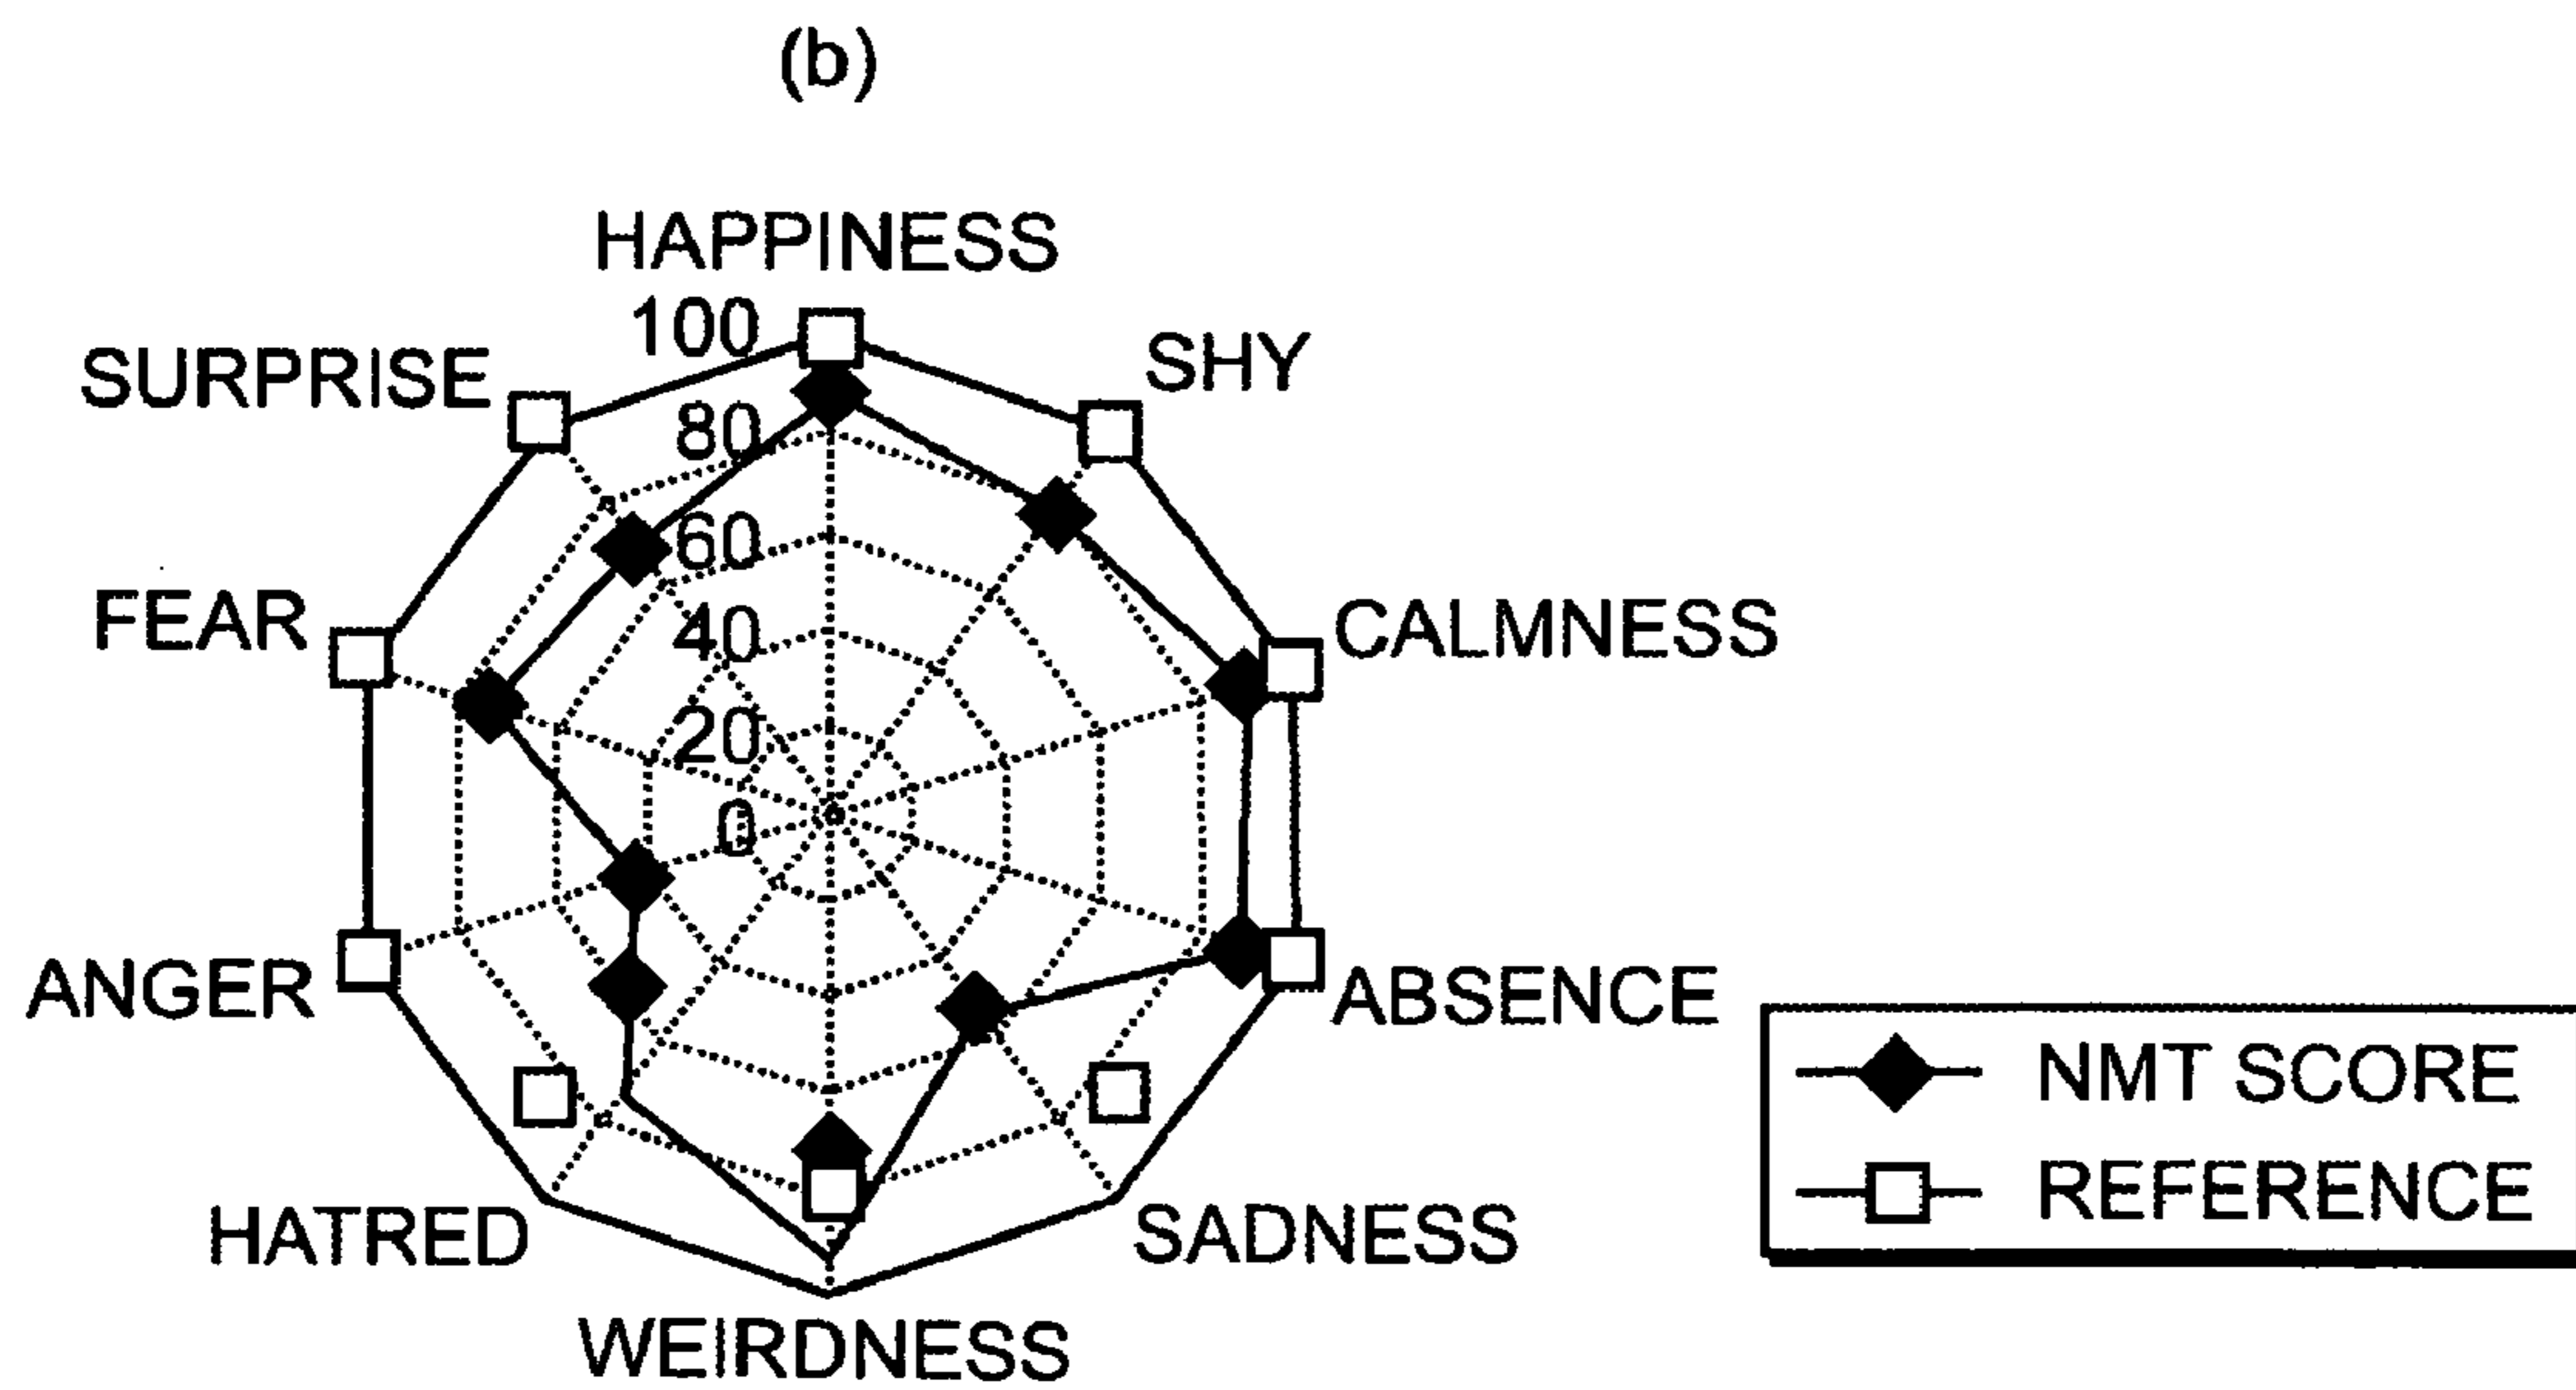 (b)
HAPPINESS
100
80
60
40
20
0
SHY
CALMNESS
ABSENCE
SADNESS
WEIRDNESS
HATRED
ANGER
FEAR
SURPRISE
NMT SCORE
REFERENCE